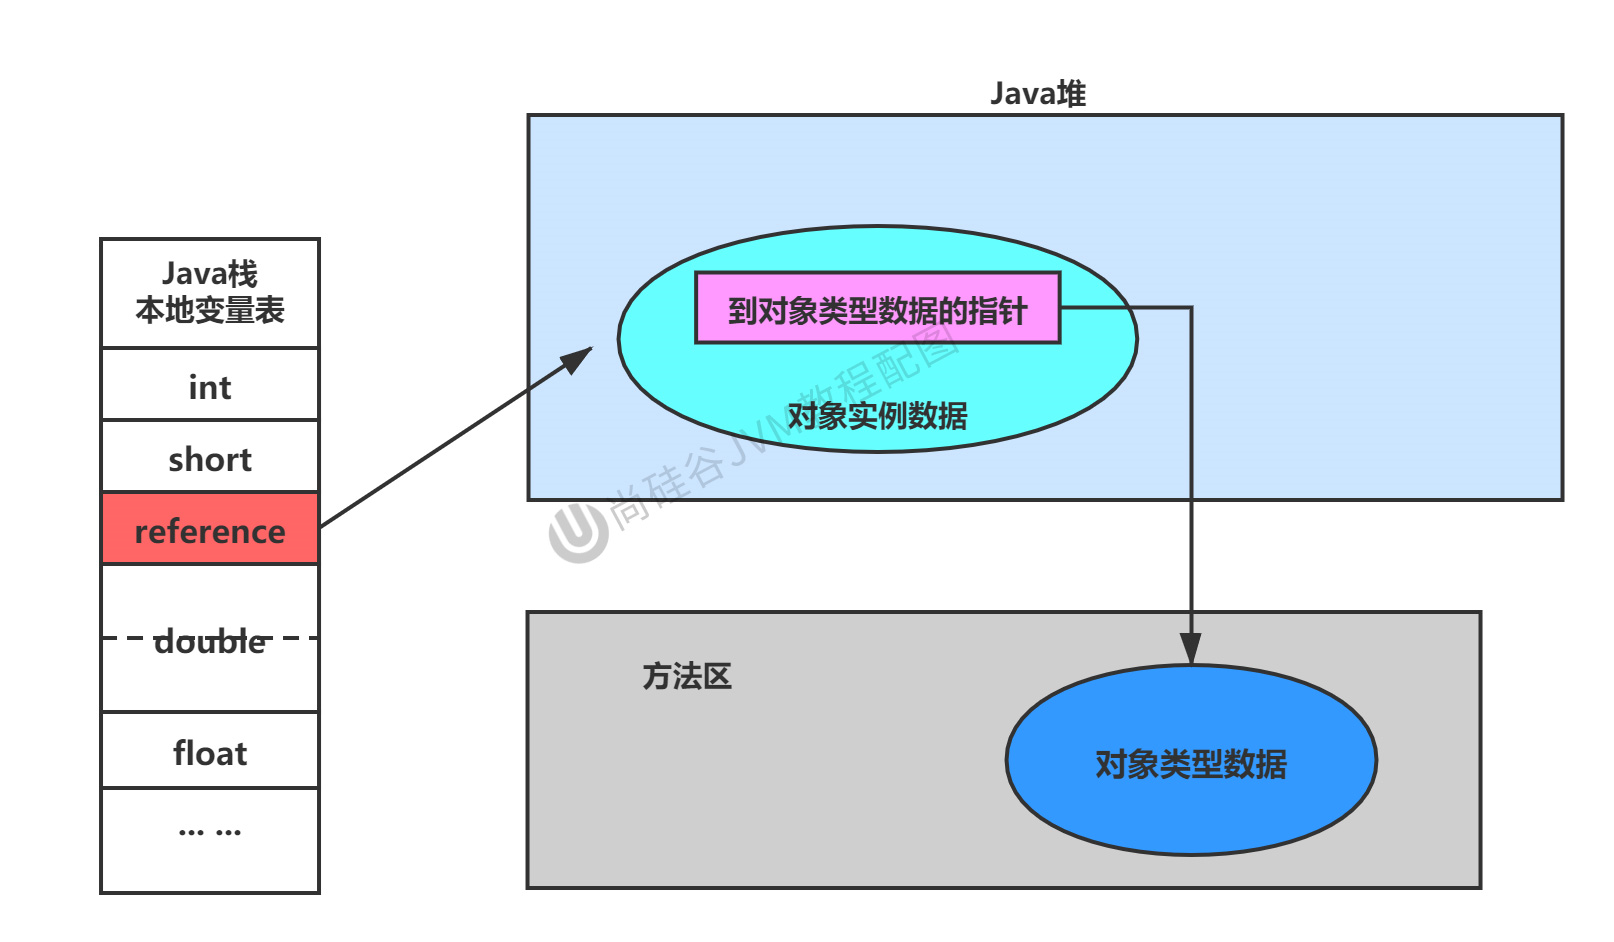 Java堆
Java栈
本地变量表
int
short
reference
double
float
... ...
到对象类型数据的指针
对象实例数据
尚硅谷JVM教程配图
方法区
对象类型数据